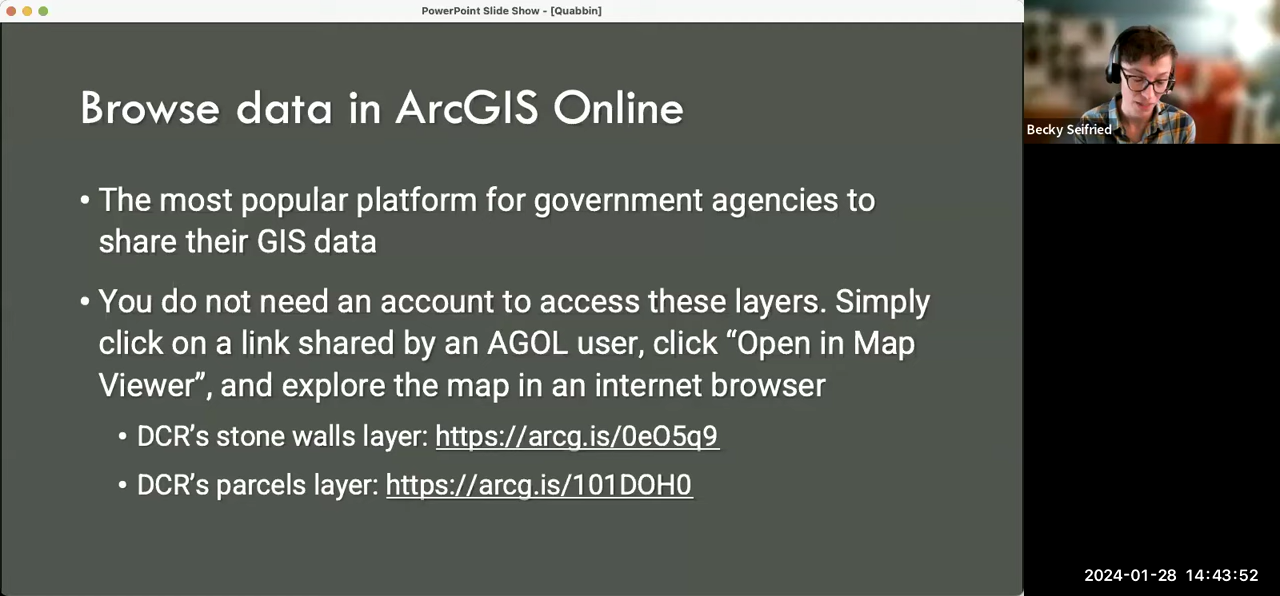 PowerPoint Slide Show - [Quabbin]
Browse data in ArcGIS Online
• The most popular platform for government agencies to
share their GIS data
• You do not need an account to access these layers. Simply
click on a link shared by an AGOL user, click “Open in Map
Viewer”, and explore the map in an internet browser
• DCR’s stone walls layer: https://arcg.is/0eO5q9
• DCR’s parcels layer: https://arcg.is/101DOH0
Becky Seifried
2024-01-28 14:43:52